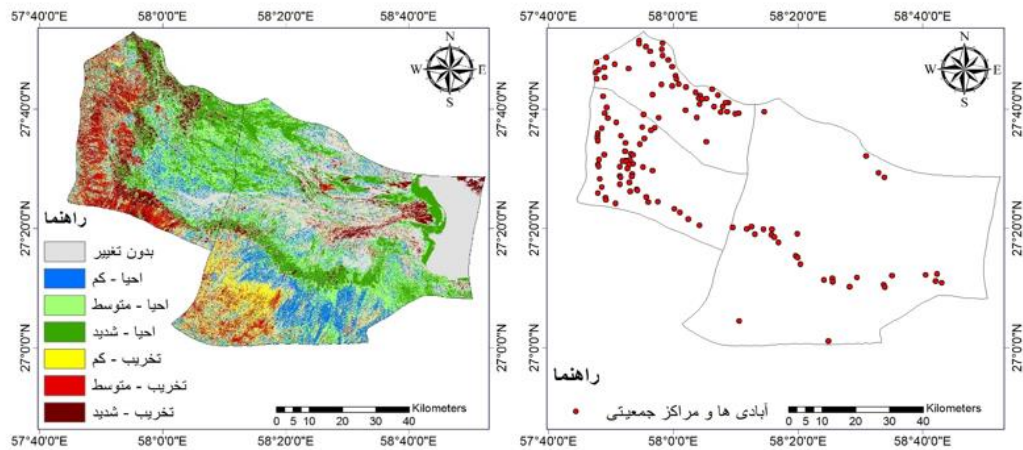 57°40'0"E 58°0'0"E 58°20'0"E 58°40'0"E
N
W E
S
27°40'0"N
27°20'0"N
27°0'0"N
راهنما
بدون تغییر
احیا - کم
احیا - متوسط
احیا - شدید
تخریب - کم
تخریب - متوسط
تخریب - شدید
Kilometers
0 5 10 20 30 40
57°40'0"E 58°0'0"E 58°20'0"E 58°40'0"E
27°40'0"N
27°20'0"N
27°0'0"N
57°40'0"E 58°0'0"E 58°20'0"E 58°40'0"E
N
W E
S
27°40'0"N
27°20'0"N
27°0'0"N
راهنما
آبادی ها و مراکز جمعیتی
Kilometers
0 5 10 20 30 40
57°40'0"E 58°0'0"E 58°20'0"E 58°40'0"E
27°40'0"N
27°20'0"N
27°0'0"N